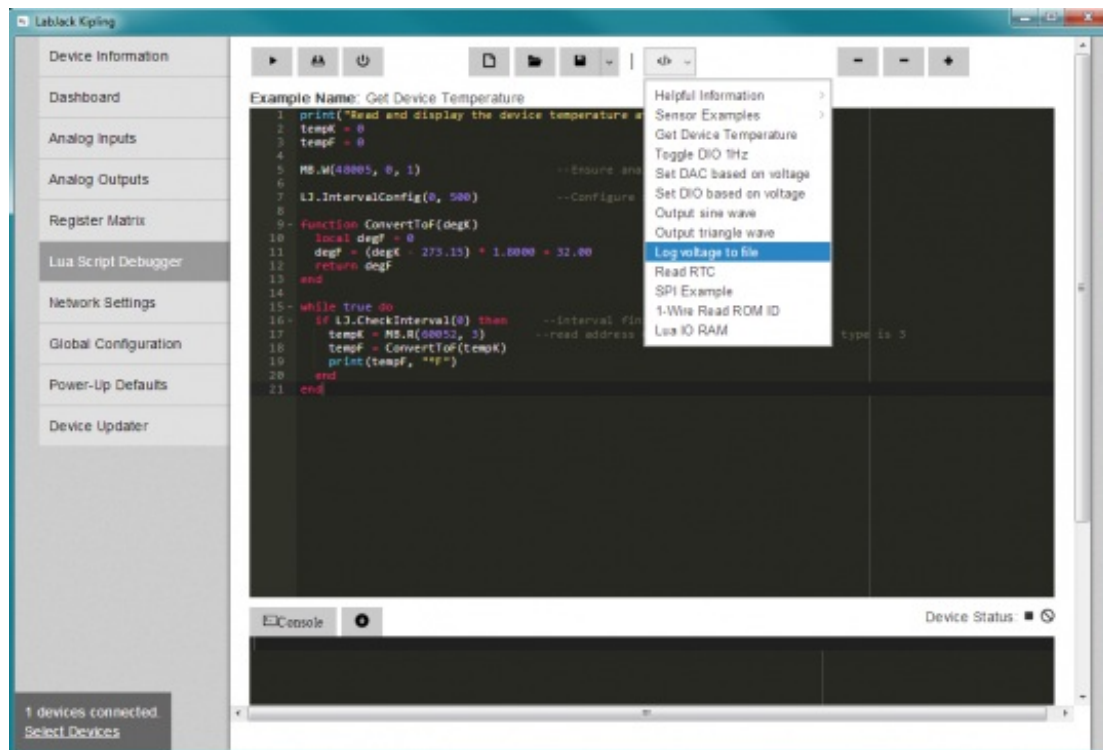 LabJack Kipling
Device Information
Dashboard
Analog Inputs
Analog Outputs
Register Matrix
Lua Script Debugger
Network Settings
Global Configuration
Power-Up Defaults
Device Updater
1 devices connected.
Select Devices
Example Name: Get Device Temperature
1 print("Read and display the device temperature
2 tempK = 0
3 tempF = 0
4
5 MB.W(48005, 0, 1) --Ensure
6
7 LJ.IntervalConfig(0, 500) --Configure
8
9 function ConvertToF(degK)
10 local degF = 0
11 degF = (degK - 273.15) * 1.8000 + 32.00
12 return degF
13 end
14
15 while true do
16 if LJ.CheckInterval(0) then --interval
17 tempK = MB.R(60052, 3) --read address type is 3
18 tempF = ConvertToF(tempK)
19 print(tempF, "°F")
20 end
21 end
Helpful Information
Sensor Examples
Get Device Temperature
Toggle DIO 1Hz
Set DAC based on voltage
Set DIO based on voltage
Output sine wave
Output triangle wave
Log voltage to file
Read RTC
SPI Example
1-Wire Read ROM ID
Lua IO RAM
Console
Device Status: